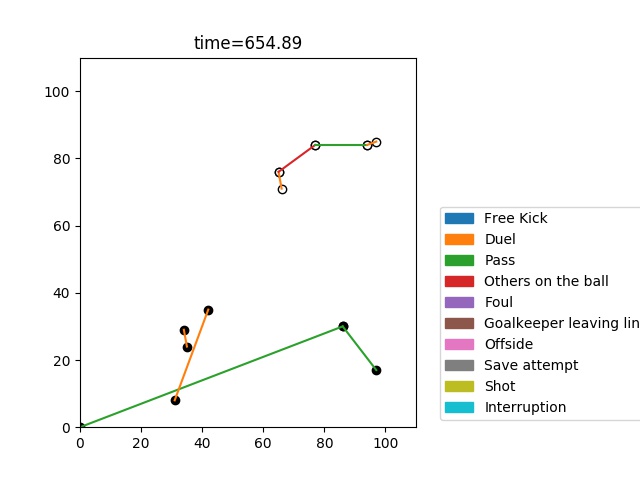 time=654.89
100
80
60
40
20
0
0 20 40 60 80 100
Free Kick
Duel
Pass
Others on the ball
Foul
Goalkeeper leaving lin
Offside
Save attempt
Shot
Interruption